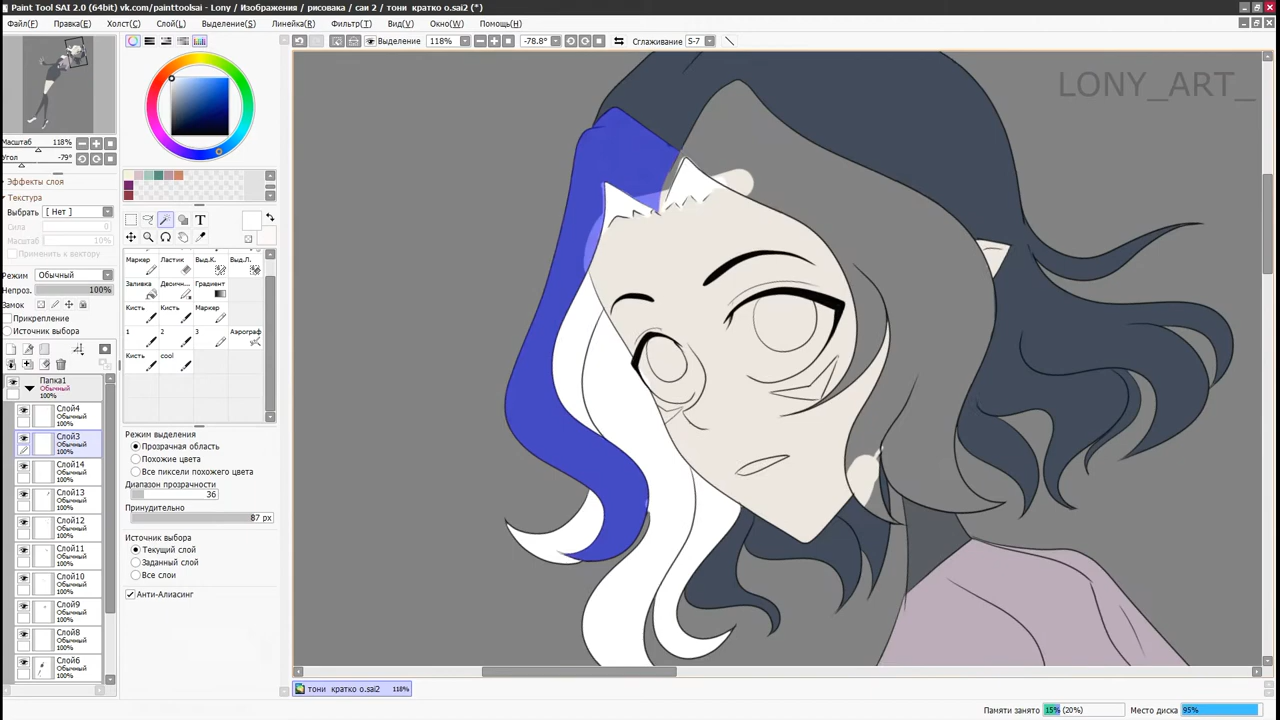 Paint Tool SAI 2.0 (64bit) vk.com/painttoolsai - Lony / Изображения / рисовака / саи 2 / тони кратко о.sai2 (*)
Файл(F) Правка(E) Холст(C) Слой(L) Выделение(S) Линейка(R) Фильтр(T) Вид(V) Окно(W) Помощь(H)
Выделение 118% -78.8° Сглаживание S-7
LONY_ART_
Масштаб 118%
Угол -79°
Эффекты слоя
Текстура
Выбрать [ Нет ]
Сила 0
Масштаб 10%
Применять к вектору
Режим Обычный
Непроз. 100%
Замок
Прикрепление
Источник выбора
Папка1
Обычный
100%
Слой4
Обычный
100%
Слой3
Обычный
100%
Слой14
Обычный
100%
Слой13
Обычный
100%
Слой12
Обычный
100%
Слой11
Обычный
100%
Слой10
Обычный
100%
Слой9
Обычный
100%
Слой8
Обычный
100%
Слой6
Обычный
100%
T
Маркер Ластик Выд.К. Выд.Л.
Заливка Двоичн... Градиент
Кисть Кисть Маркер
1 2 3 Аэрограф
Кисть cool
Режим выделения
Прозрачная область
Похожие цвета
Все пиксели похожего цвета
Диапазон прозрачности
36
Принудительно
87 px
Источник выбора
Текущий слой
Заданный слой
Все слои
Анти-Алиасинг
тони кратко о.sai2 118%
Памяти занято 15% (20%) Место диска 95%